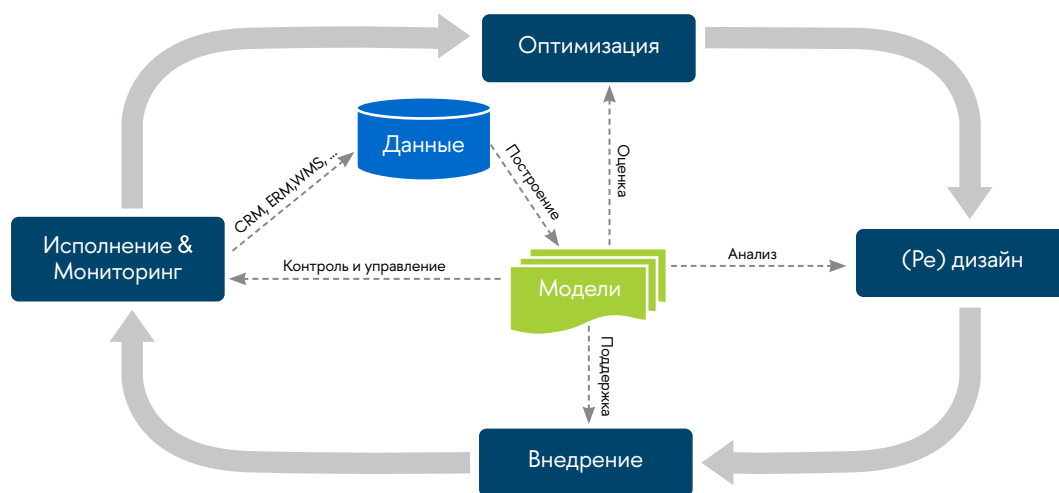 Оптимизация
Данные
CRM, ERM,WMS, ...
Построение
Оценка
Исполнение &
Мониторинг
Контроль и управление
Модели
Анализ
(Ре) дизайн
Поддержка
Внедрение